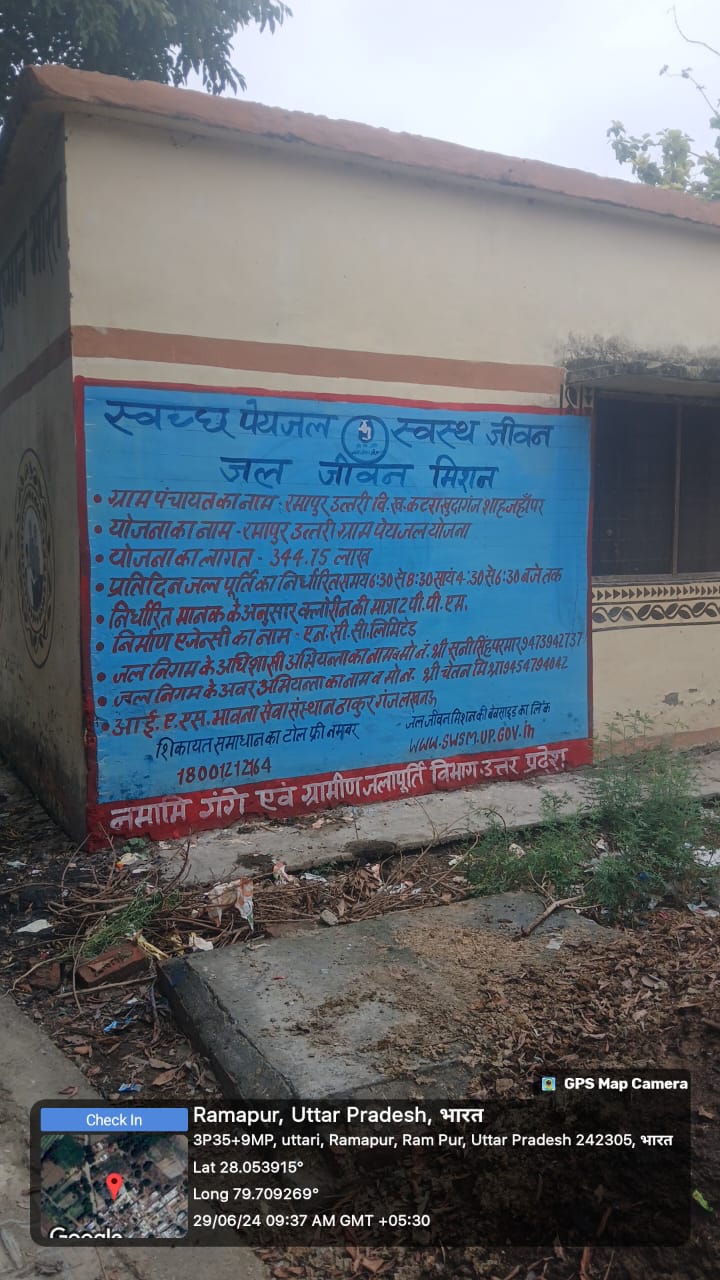 स्वच्छ पेयजल स्वस्थ जीवन
जल जीवन मिशन
• ग्राम पंचायत का नाम - रमापुर उत्तरी वि.ख. कटरा खुदागंज शाहजहाँपुर
• योजना का नाम - रमापुर उत्तरी ग्राम पेयजल योजना
• योजना का लागत - 344.75 लाख
• प्रतिदिन जल पूर्ति का निर्धारित समय 6:30 से 8:30 सायं 4:30 से 6:30 बजे तक
• निर्धारित मानक के अनुसार क्लोरीन की मात्रा 2 पी.पी.एम.
• निर्माण एजेन्सी का नाम - एन.सी.सी. लिमिटेड
• जल निगम के अधिशासी अभियन्ता का नाम व मो नं. श्री सुनी सिंह परमार 9473942737
• जल निगम के अवर अभियन्ता का नाम व मो नं. श्री चेतन मिश्रा 9454794042
• आई.ए.एस. भावना सेवा संस्थान ठाकुरगंज लखनऊ
शिकायत समाधान का टोल फ्री नम्बर
18001212164
जल जीवन मिशन की बेवसाइड का लिंक
WWW.SWSM.UP.GOV.in
नमामि गंगे एवं ग्रामीण जलापूर्ति विभाग उत्तर प्रदेश
GPS Map Camera
Check In
Ramapur, Uttar Pradesh, भारत
3P35+9MP, uttari, Ramapur, Ram Pur, Uttar Pradesh 242305, भारत
Lat 28.053915°
Long 79.709269°
29/06/24 09:37 AM GMT +05:30
Google